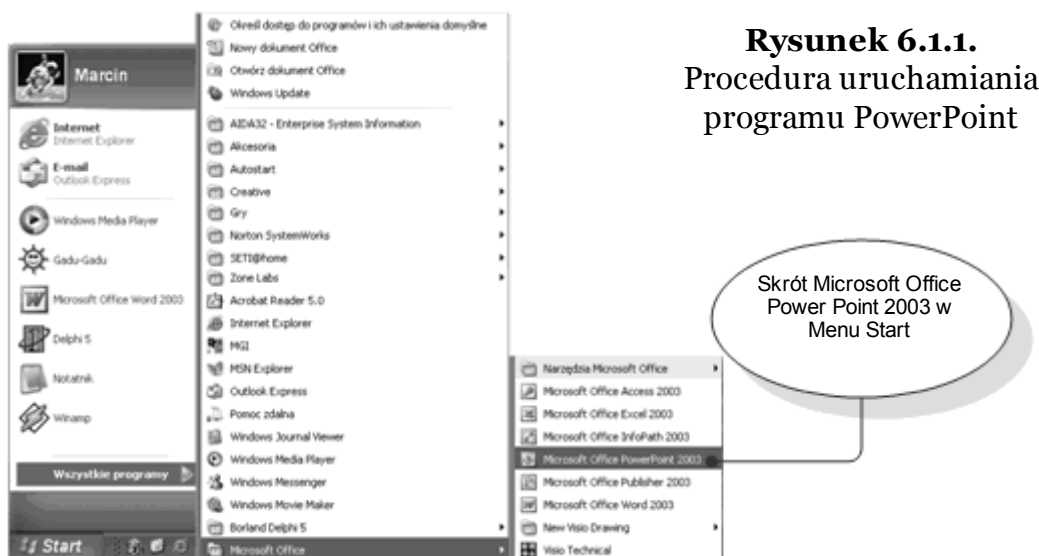 Rysunek 6.1.1.
Procedura uruchamiania
programu PowerPoint
Marcin
Internet
Internet Explorer
E-mail
Outlook Express
Windows Media Player
Gadu-Gadu
Microsoft Office Word 2003
Delphi 5
Notatnik
Winamp
Wszystkie programy
Start
Określ dostęp do programów i ich ustawienia domyślne
Nowy dokument Office
Otwórz dokument Office
Windows Update
AIDA32 - Enterprise System Information
Akcesoria
Autostart
Creative
Gry
Norton SystemWorks
SETI@home
Zone Labs
Acrobat Reader 5.0
Internet Explorer
MGI
MSN Explorer
Outlook Express
Pomoc zdalna
Windows Journal Viewer
Windows Media Player
Windows Messenger
Windows Movie Maker
Borland Delphi 5
Microsoft Office
Narzędzia Microsoft Office
Microsoft Office Access 2003
Microsoft Office Excel 2003
Microsoft Office InfoPath 2003
Microsoft Office PowerPoint 2003
Microsoft Office Publisher 2003
Microsoft Office Word 2003
New Visio Drawing
Visio Technical
Skrót Microsoft Office
Power Point 2003 w
Menu Start